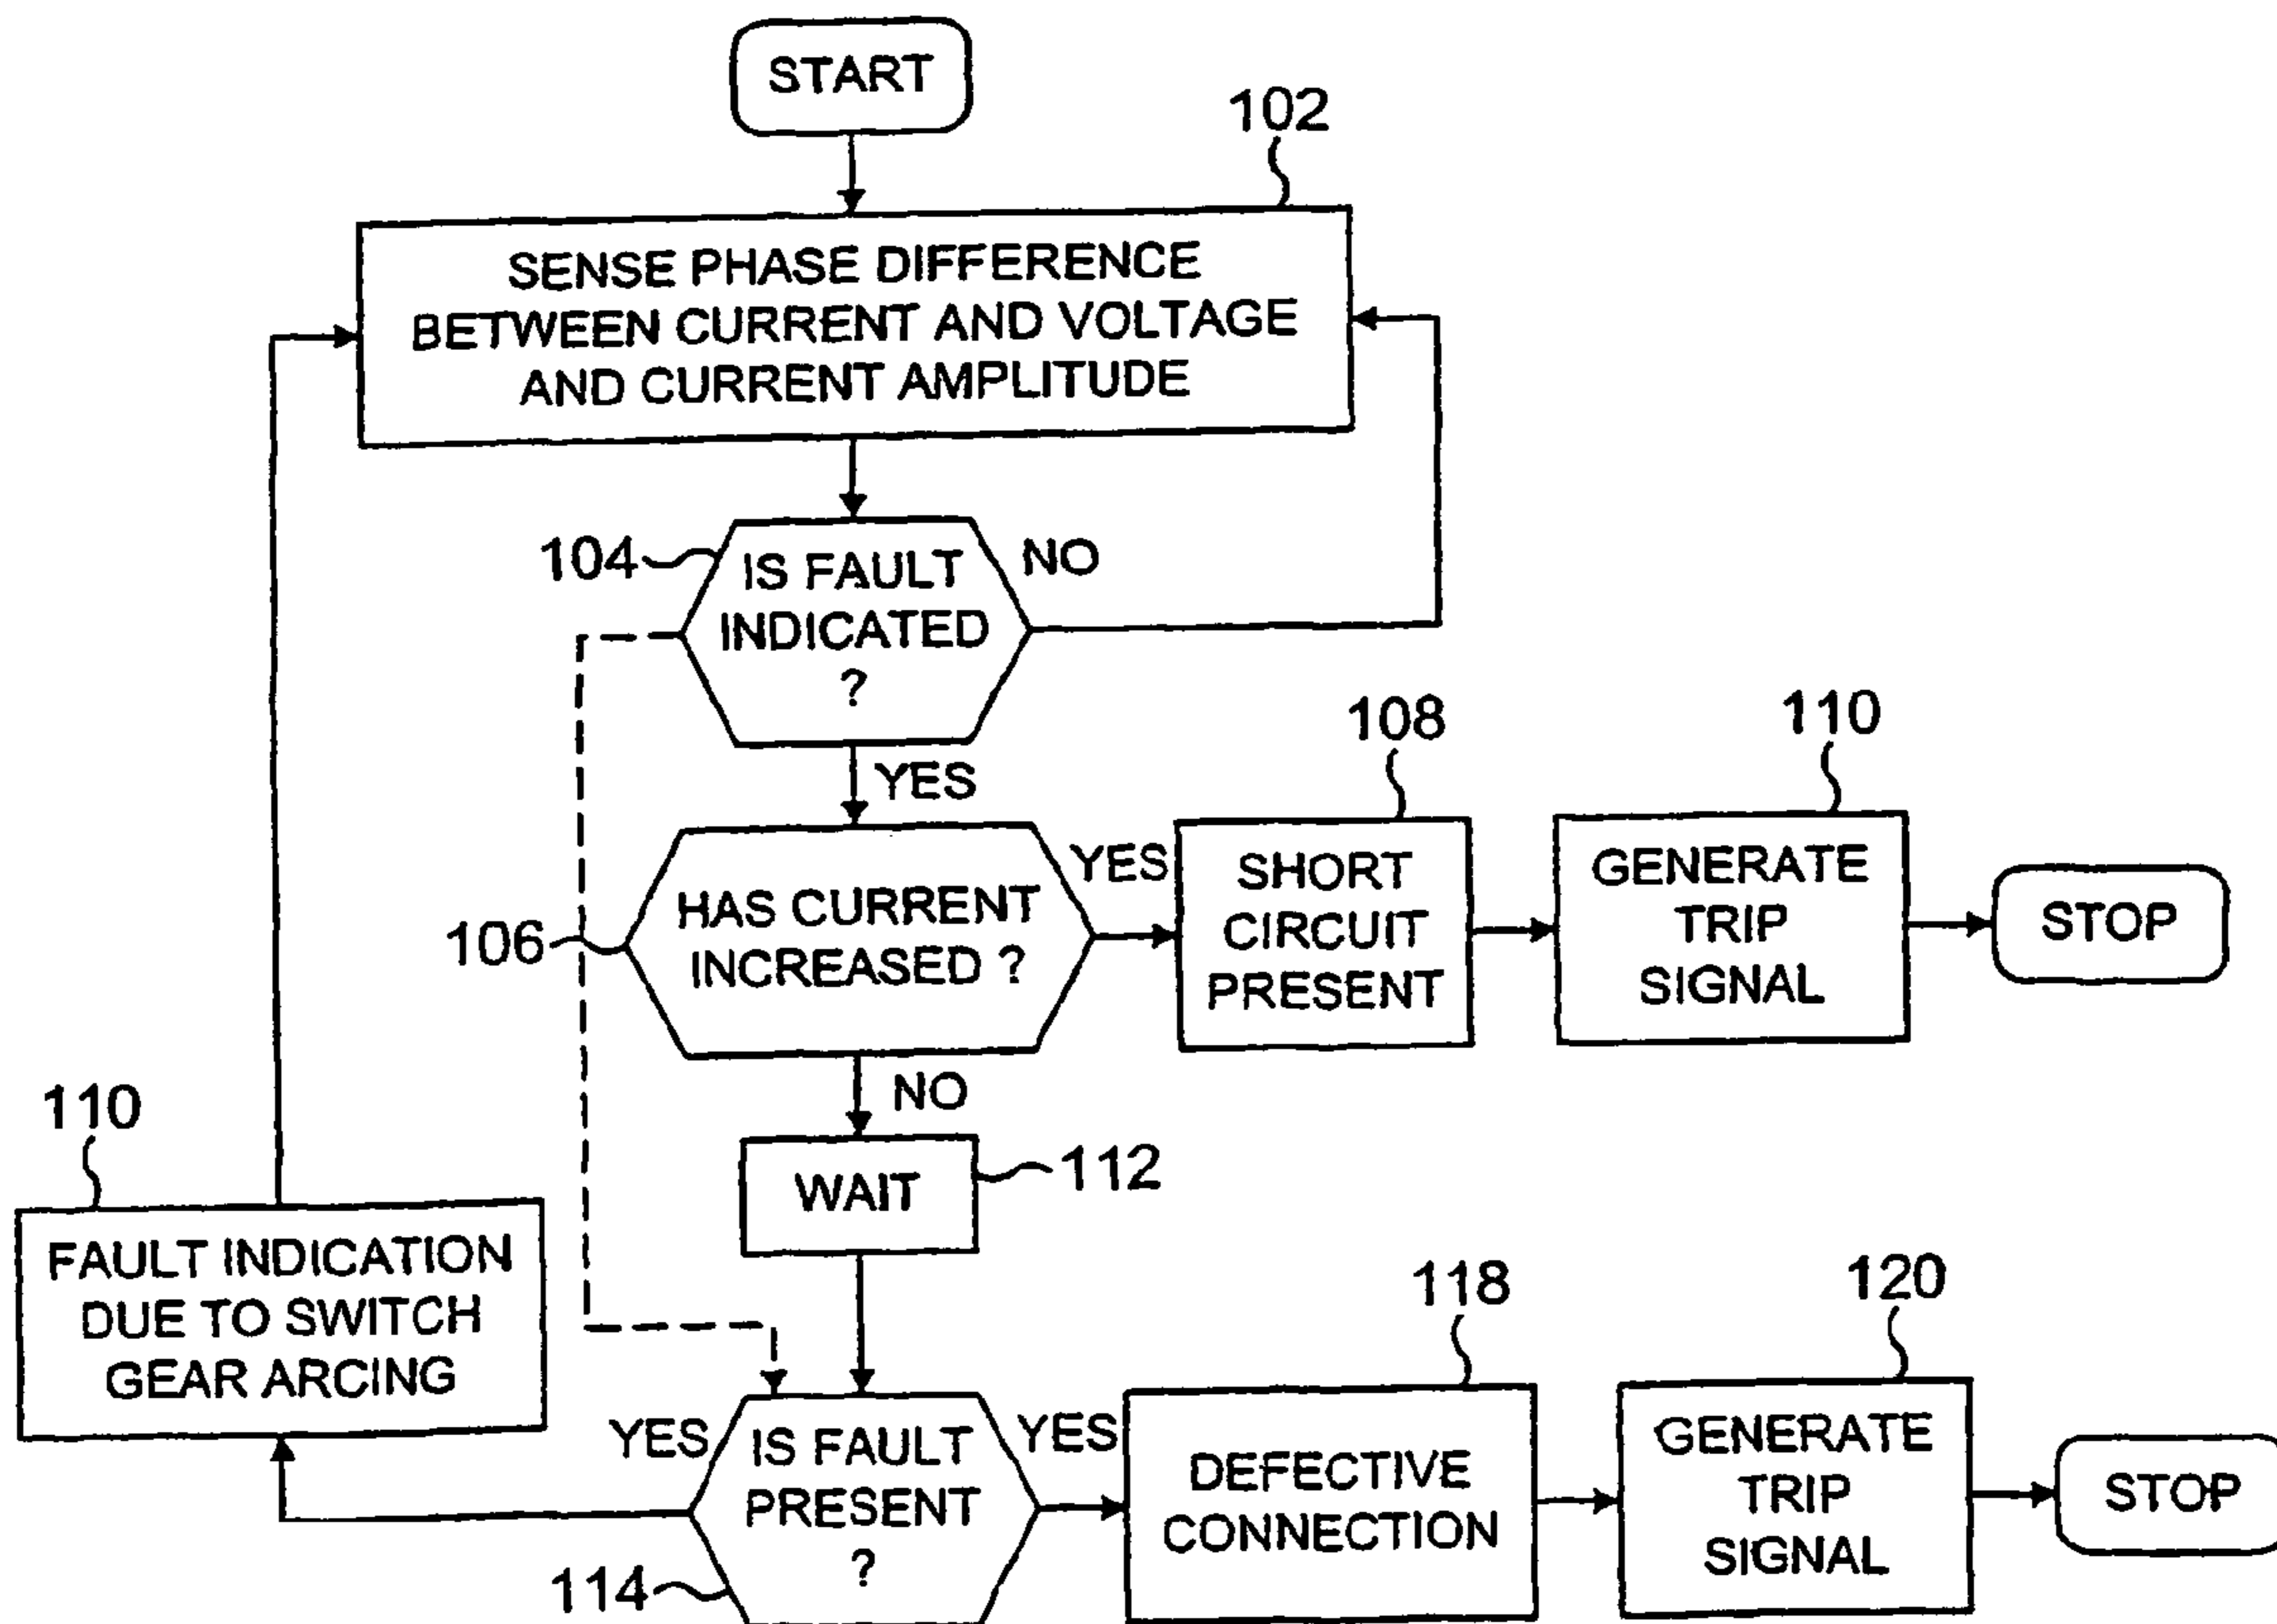 START
102
SENSE PHASE DIFFERENCE
BETWEEN CURRENT AND VOLTAGE
AND CURRENT AMPLITUDE
104
IS FAULT
INDICATED
?
NO
YES
106
HAS CURRENT
INCREASED ?
YES
108
SHORT
CIRCUIT
PRESENT
110
GENERATE
TRIP
SIGNAL
STOP
NO
WAIT
112
110
FAULT INDICATION
DUE TO SWITCH
GEAR ARCING
YES
IS FAULT
PRESENT
?
114
YES
118
DEFECTIVE
CONNECTION
120
GENERATE
TRIP
SIGNAL
STOP